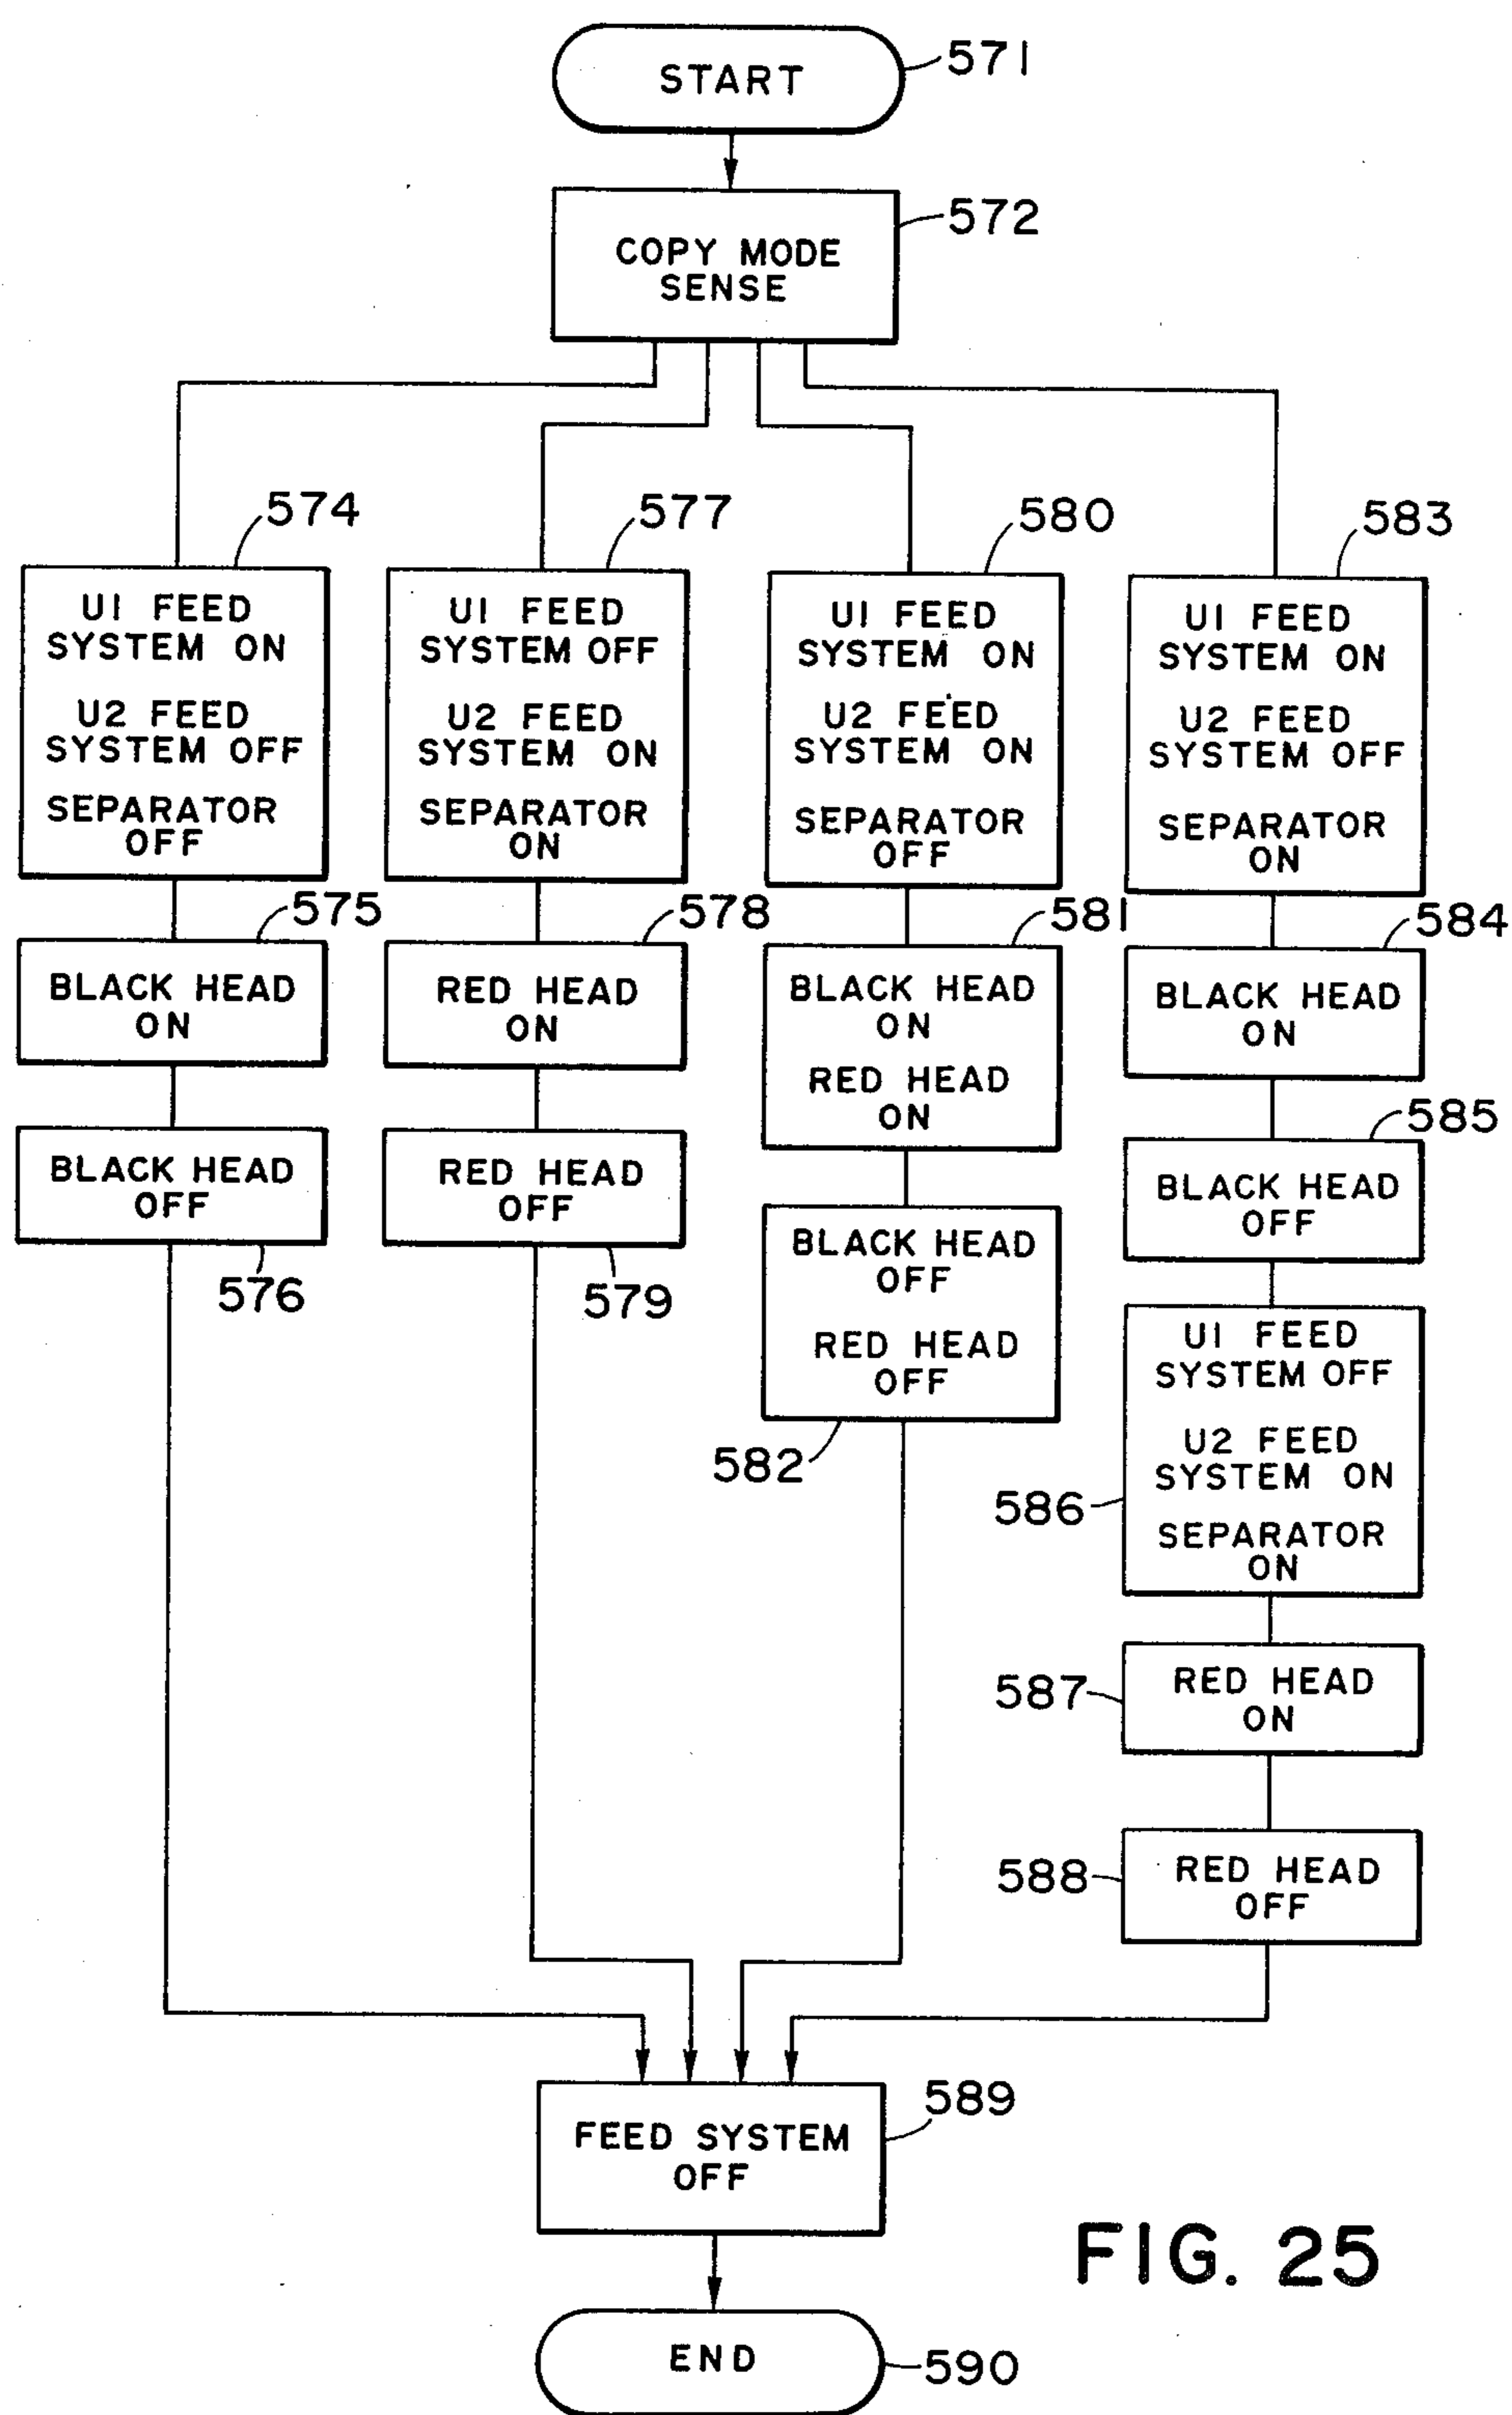 START
571
COPY MODE
SENSE
572
574
U1 FEED
SYSTEM ON
U2 FEED
SYSTEM OFF
SEPARATOR
OFF
575
BLACK HEAD
ON
BLACK HEAD
OFF
576
577
U1 FEED
SYSTEM OFF
U2 FEED
SYSTEM ON
SEPARATOR
ON
578
RED HEAD
ON
RED HEAD
OFF
579
580
U1 FEED
SYSTEM ON
U2 FEED
SYSTEM ON
SEPARATOR
OFF
581
BLACK HEAD
ON
RED HEAD
ON
BLACK HEAD
OFF
RED HEAD
OFF
582
583
U1 FEED
SYSTEM ON
U2 FEED
SYSTEM OFF
SEPARATOR
ON
584
BLACK HEAD
ON
585
BLACK HEAD
OFF
U1 FEED
SYSTEM OFF
U2 FEED
SYSTEM ON
SEPARATOR
ON
586
RED HEAD
ON
587
RED HEAD
OFF
588
589
FEED SYSTEM
OFF
END
590
FIG. 25